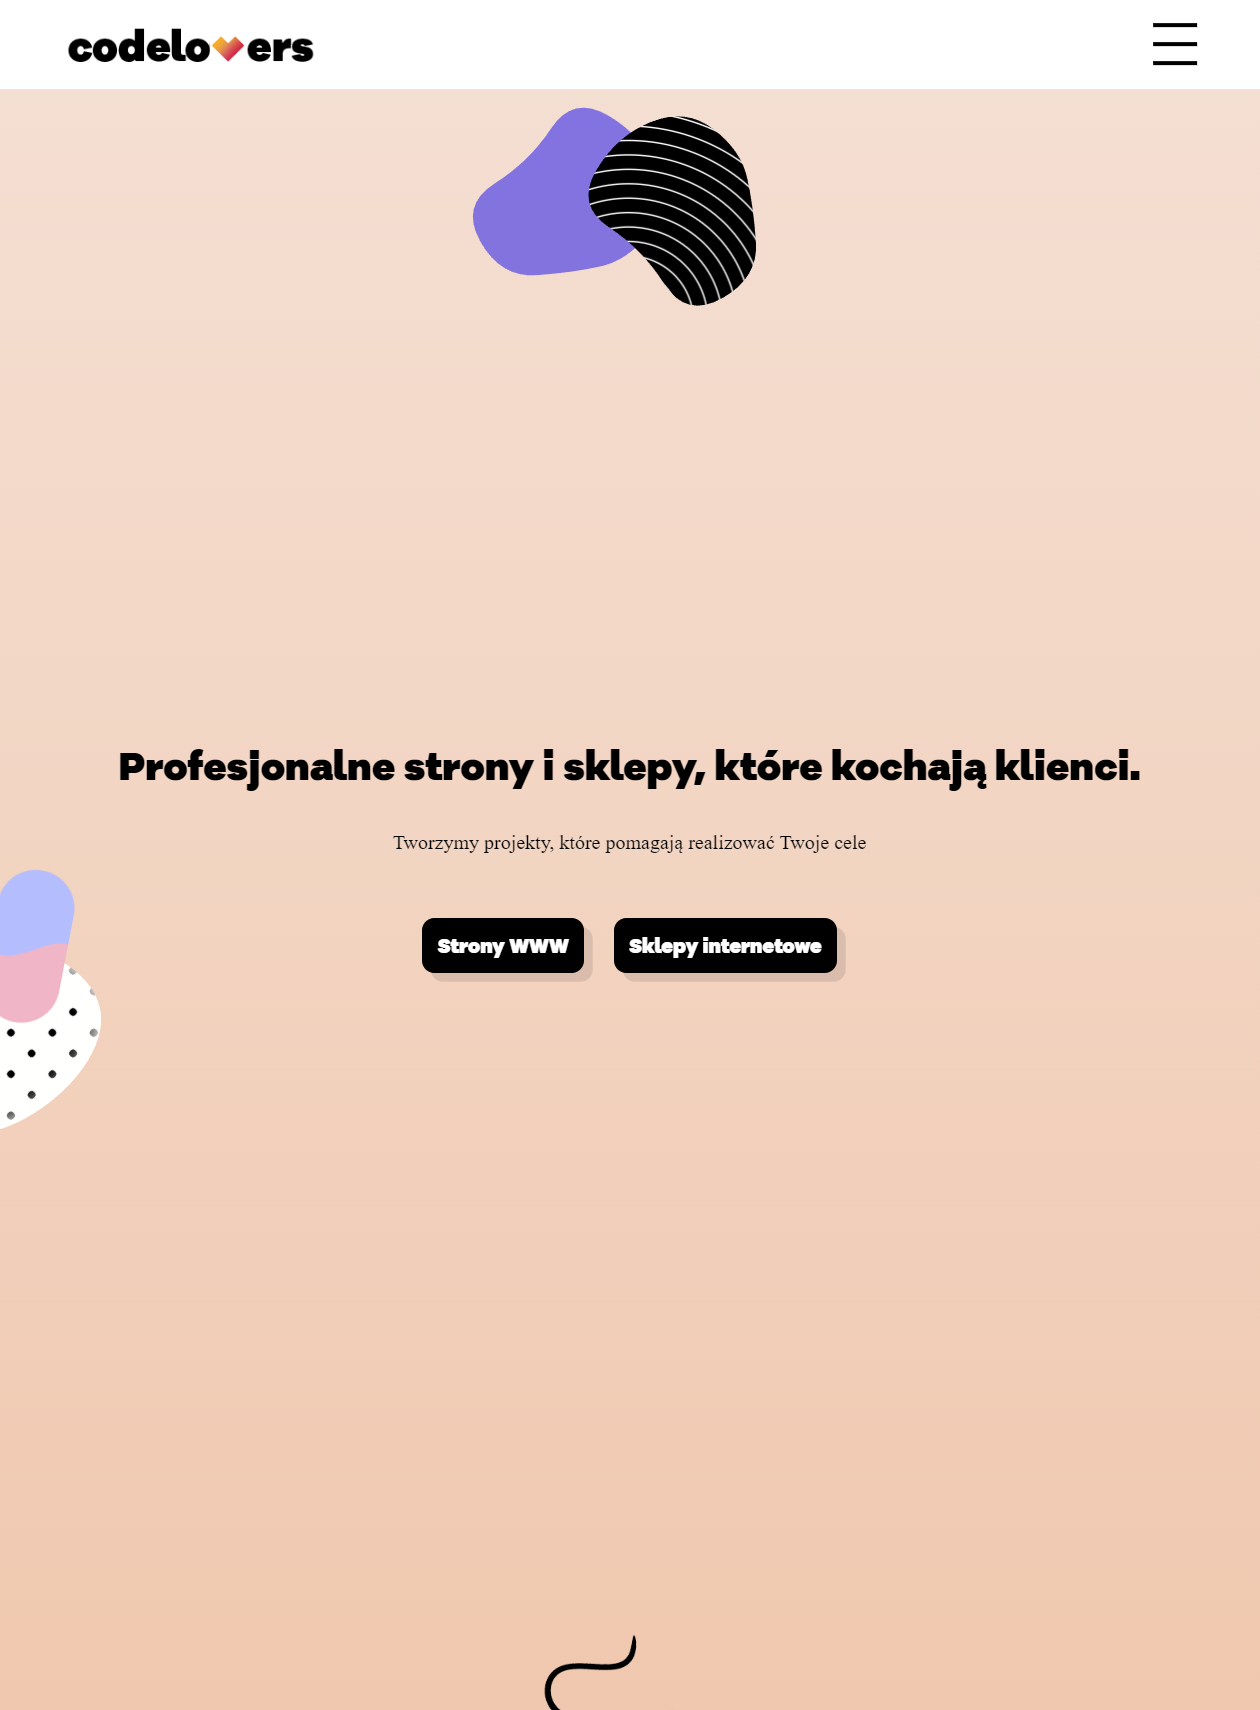 codelovers
Profesjonalne strony i sklepy, które kochają klienci.
Tworzymy projekty, które pomagają realizować Twoje cele
Strony WWW
Sklepy internetowe